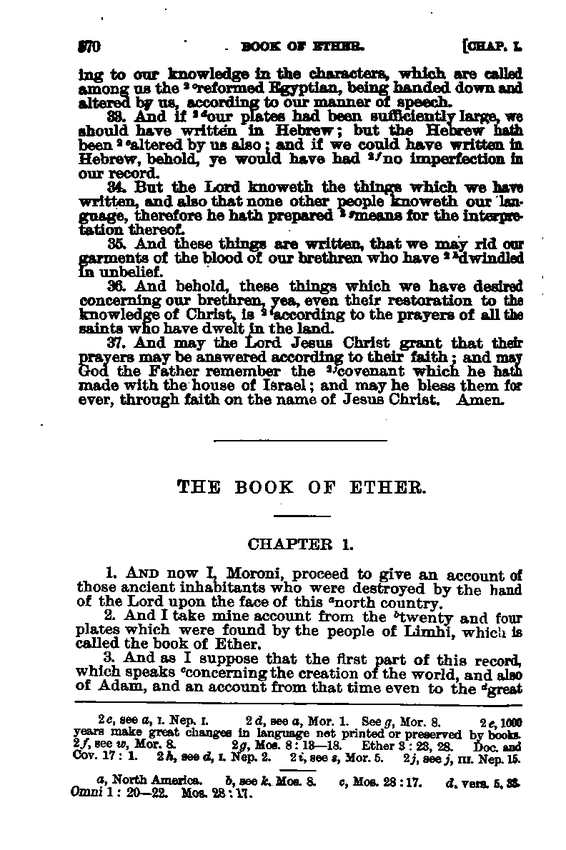 570 BOOK OF ETHER. [CHAP. I.
ing to our knowledge in the characters, which are called
among us the ²ᶜreformed Egyptian, being handed down and
altered by us, according to our manner of speech.
33. And if ²ᵈour plates had been sufficiently large, we
should have written in Hebrew; but the Hebrew hath
been ²ᵉaltered by us also; and if we could have written in
Hebrew, behold, ye would have had ²ᶠno imperfection in
our record.
34. But the Lord knoweth the things which we have
written, and also that none other people knoweth our lan-
guage, therefore he hath prepared ²ᵍmeans for the interpre-
tation thereof.
35. And these things are written, that we may rid our
garments of the blood of our brethren who have ²ʰdwindled
in unbelief.
36. And behold, these things which we have desired
concerning our brethren, yea, even their restoration to the
knowledge of Christ, is ²ⁱaccording to the prayers of all the
saints who have dwelt in the land.
37. And may the Lord Jesus Christ grant that their
prayers may be answered according to their faith; and may
God the Father remember the ²ʲcovenant which he hath
made with the house of Israel; and may he bless them for
ever, through faith on the name of Jesus Christ. Amen.
THE BOOK OF ETHER.
CHAPTER 1.
1. AND now I, Moroni, proceed to give an account of
those ancient inhabitants who were destroyed by the hand
of the Lord upon the face of this ᵃnorth country.
2. And I take mine account from the ᵇtwenty and four
plates which were found by the people of Limhi, which is
called the book of Ether.
3. And as I suppose that the first part of this record,
which speaks ᶜconcerning the creation of the world, and also
of Adam, and an account from that time even to the ᵈgreat
2c, see a, I. Nep. I. 2d, see a, Mor. 1. See g, Mor. 8. 2e, 1000
years make great changes in language not printed or preserved by books.
2f, see w, Mor. 8. 2g, Mos. 8: 13—18. Ether 3: 23, 28. Doc. and
Cov. 17: 1. 2h, see d, I. Nep. 2. 2i, see s, Mor. 5. 2j, see j, III. Nep. 15.
a, North America. b, see k. Mos. 8. c, Mos. 28: 17. d. vers. 5, 33.
Omni 1: 20—22. Mos. 28: 17.